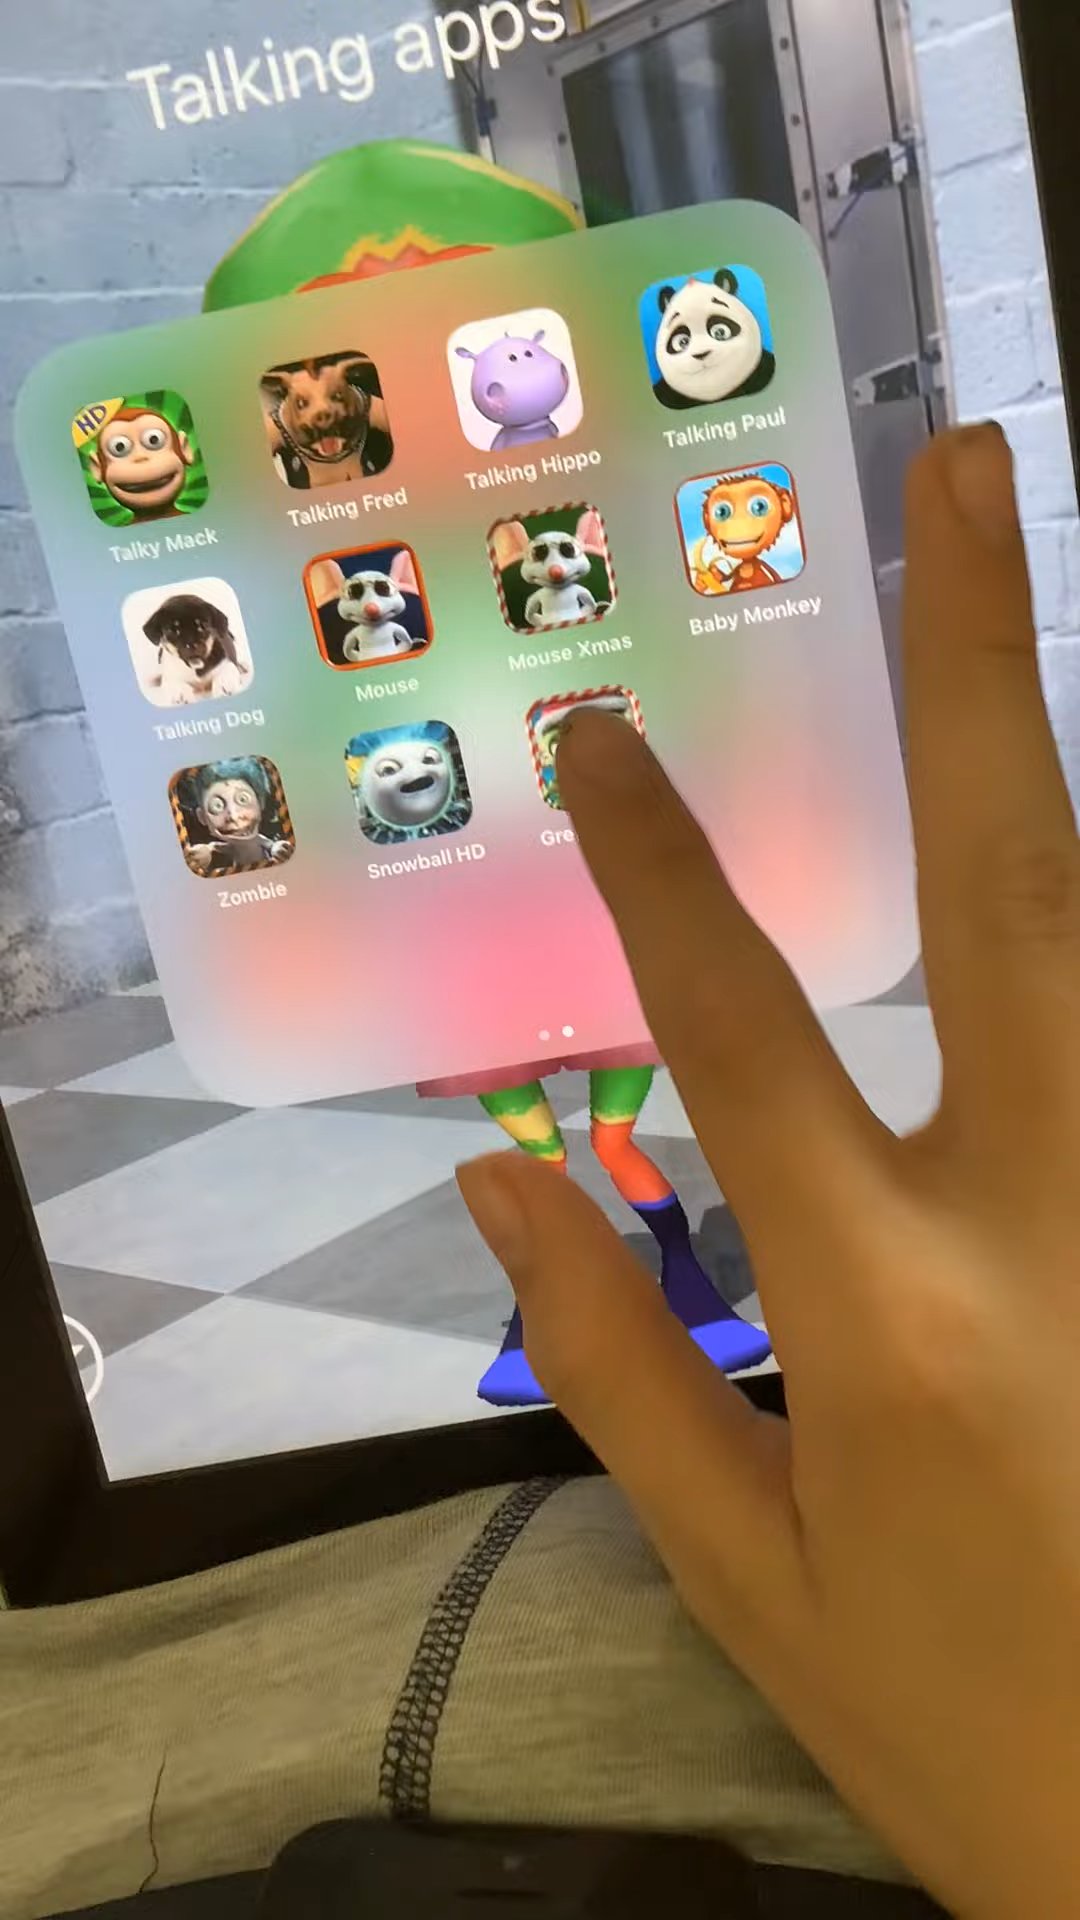 Talking apps
HD
Talky Mack
Talking Fred
Talking Hippo
Talking Paul
Talking Dog
Mouse
Mouse Xmas
Baby Monkey
Zombie
Snowball HD